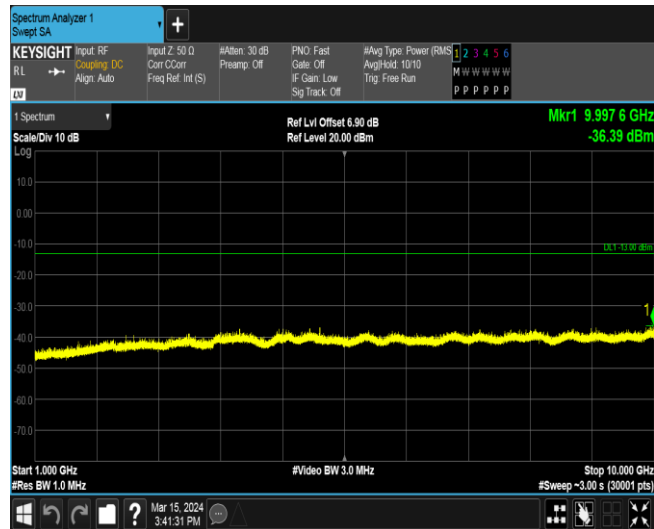 Spectrum Analyzer 1
Swept SA
KEYSIGHT
Input: RF
Coupling: DC
Align: Auto
Input Z: 50 Ω
Corr CCorr
Freq Ref: Int (S)
#Atten: 30 dB
Preamp: Off
PNO: Fast
Gate: Off
IF Gain: Low
Sig Track: Off
#Avg Type: Power (RMS
Avg|Hold: 10/10
Trig: Free Run
1 2 3 4 5 6
M W W W W W
P P P P P P
R L
LXI
1 Spectrum
Scale/Div 10 dB
Ref Lvl Offset 6.90 dB
Ref Level 20.00 dBm
Mkr1 9.997 6 GHz
-36.39 dBm
Log
10.0
0.00
-10.0
DL1 -13.00 dBm
-20.0
-30.0
1
-40.0
-50.0
-60.0
-70.0
Start 1.000 GHz
#Video BW 3.0 MHz
Stop 10.000 GHz
#Res BW 1.0 MHz
#Sweep ~3.00 s (30001 pts)
?
Mar 15, 2024
3:41:31 PM